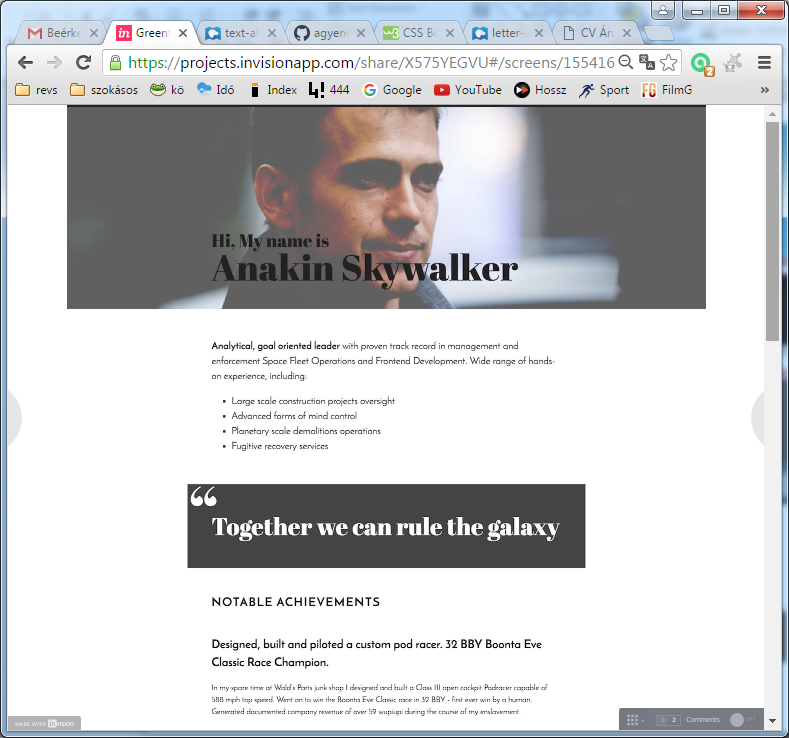 Beérke
Green
text-al
agyen
CSS Bo
letter-
CV Áru
https://projects.invisionapp.com/share/X575YEGVU#/screens/155416
2
revs
szokásos
kö
Idő
Index
4! 444
Google
YouTube
Hossz
Sport
FG FilmG
»
Hi, My name is
Anakin Skywalker
Analytical, goal oriented leader with proven track record in management and
enforcement Space Fleet Operations and Frontend Development. Wide range of hands-
on experience, including:
• Large scale construction projects oversight
• Advanced forms of mind control
• Planetary scale demolitions operations
• Fugitive recovery services
“
Together we can rule the galaxy
NOTABLE ACHIEVEMENTS
Designed, built and piloted a custom pod racer. 32 BBY Boonta Eve
Classic Race Champion.
In my spare time at Wald's Parts junk shop I designed and built a Class III open cockpit Podracer capable of
588 mph top speed. Went on to win the Boonta Eve Classic race in 32 BBY - first ever win by a human.
Generated documented company revenue of over 59 wupiupi during the course of my enslavement.
MADE WITH invision
2 Comments OFF